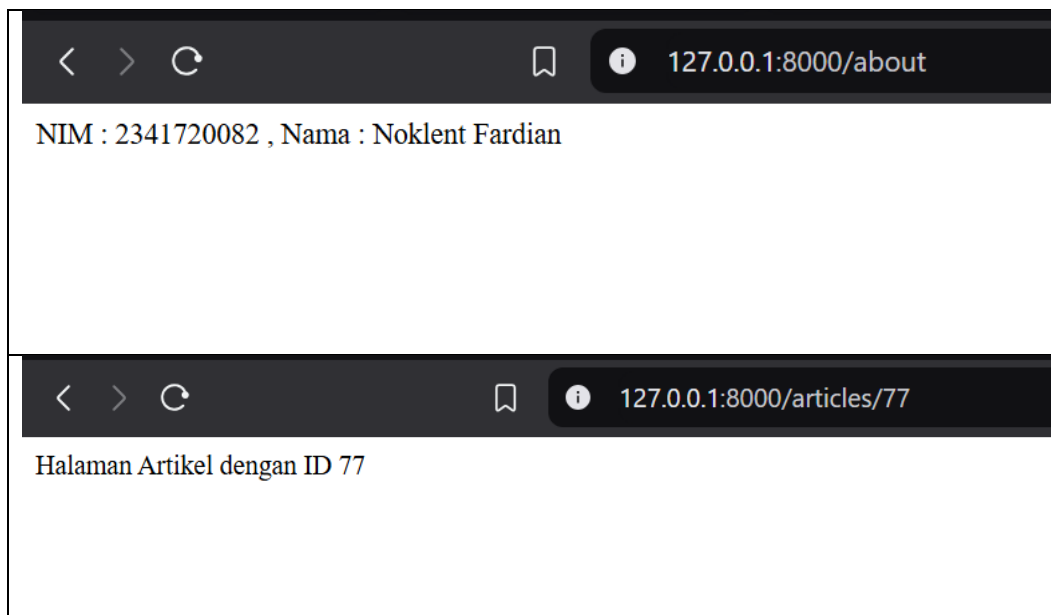 127.0.0.1:8000/about
NIM : 2341720082 , Nama : Noklent Fardian
127.0.0.1:8000/articles/77
Halaman Artikel dengan ID 77